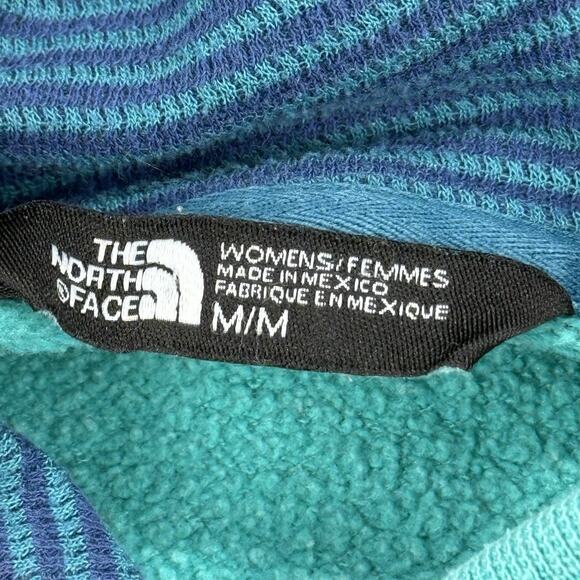 THE
NORTH
®FACE
WOMENS/FEMMES
MADE IN MEXICO
FABRIQUE EN MEXIQUE
M/M